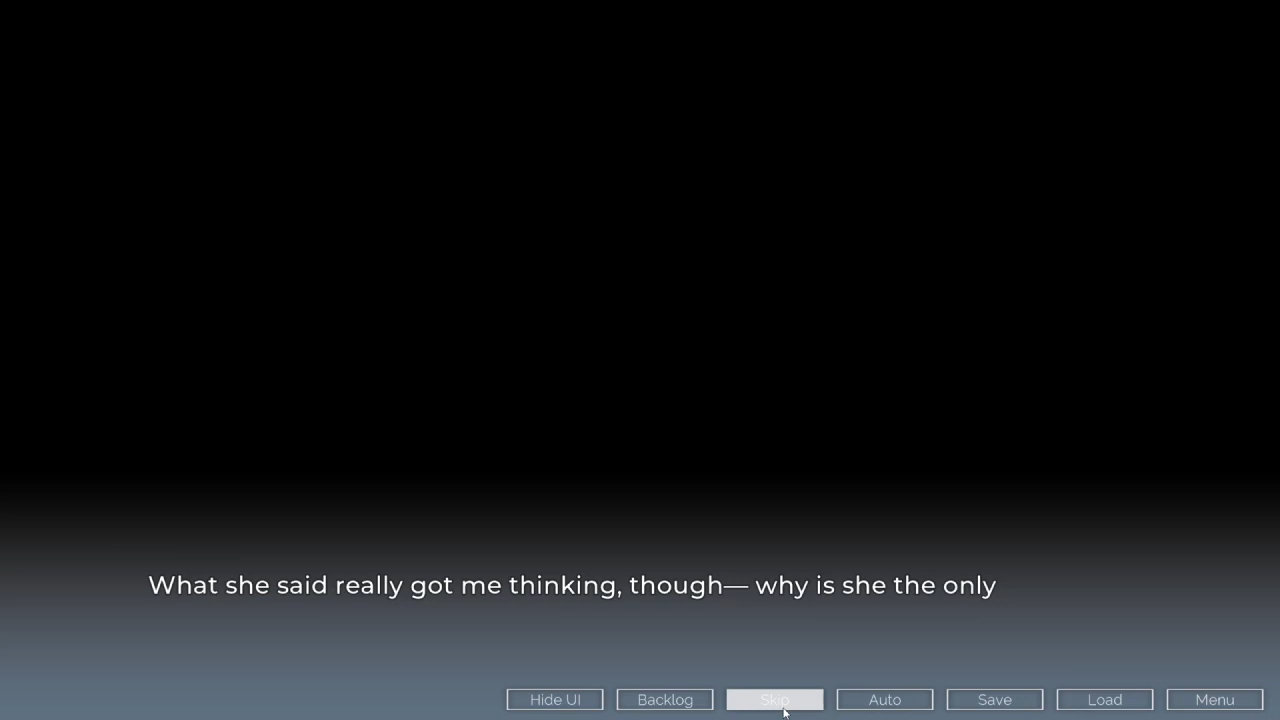 What she said really got me thinking, though— why is she the only
Hide UI Backlog Skip Auto Save Load Menu